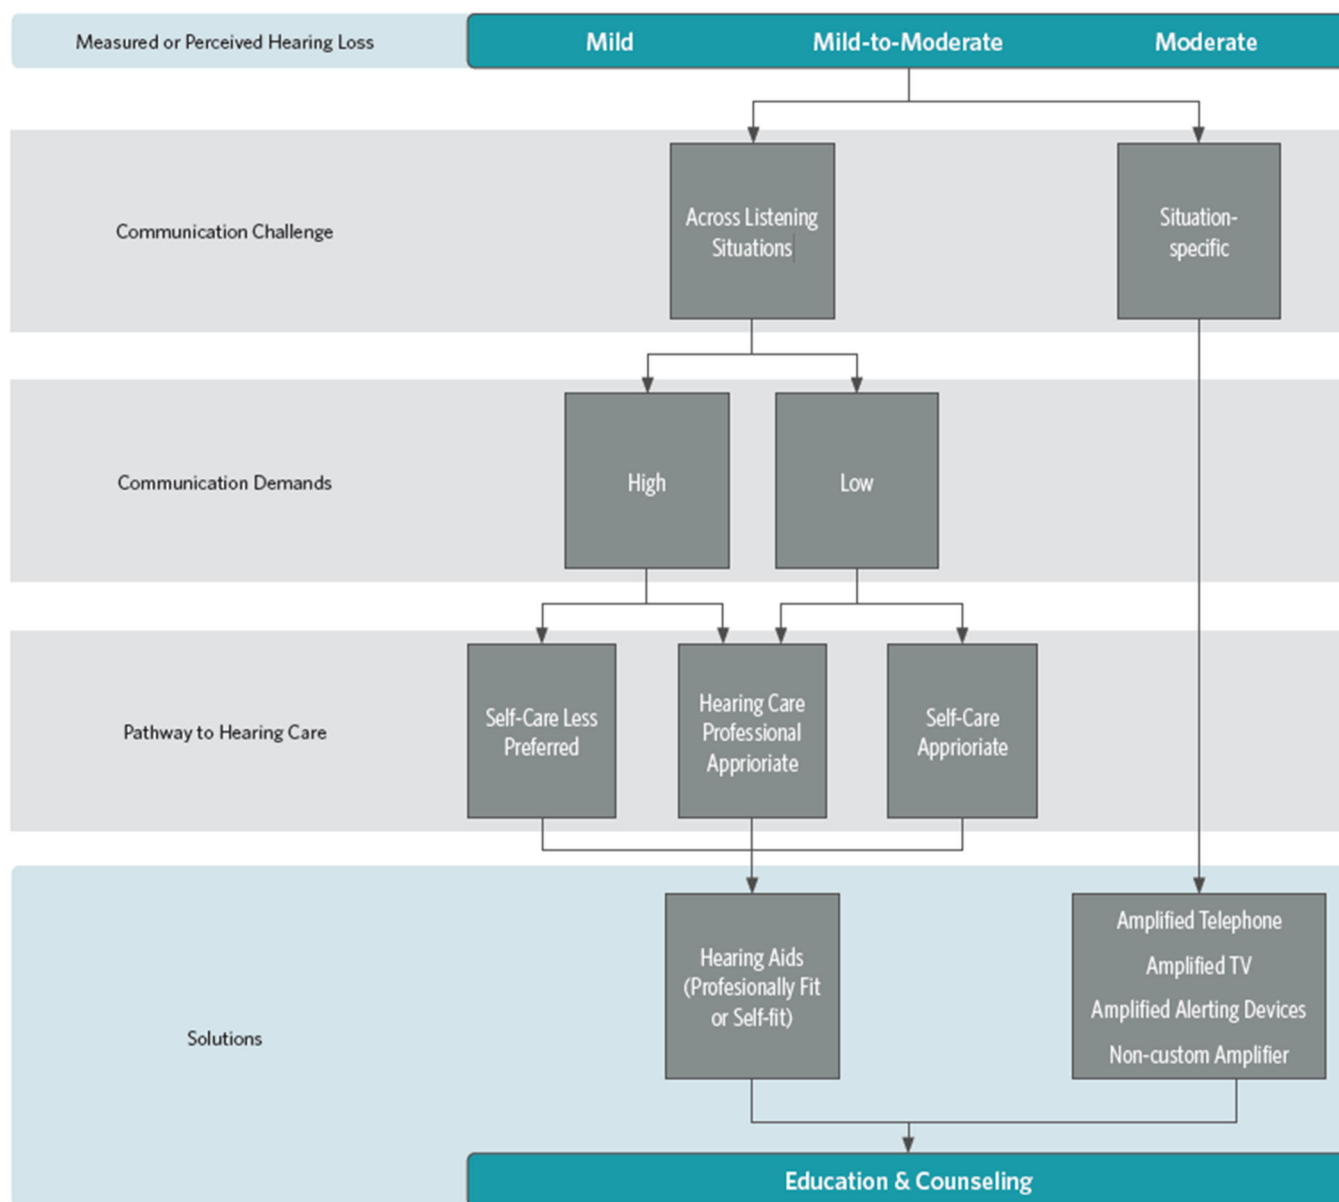 Measured or Perceived Hearing Loss
Mild
Mild-to-Moderate
Moderate
Communication Challenge
Across Listening
Situations
Situation-
specific
Communication Demands
High
Low
Pathway to Hearing Care
Self-Care Less
Preferred
Hearing Care
Professional
Approriate
Self-Care
Approriate
Solutions
Hearing Aids
(Profesionally Fit
or Self-fit)
Amplified Telephone
Amplified TV
Amplified Alerting Devices
Non-custom Amplifier
Education & Counseling